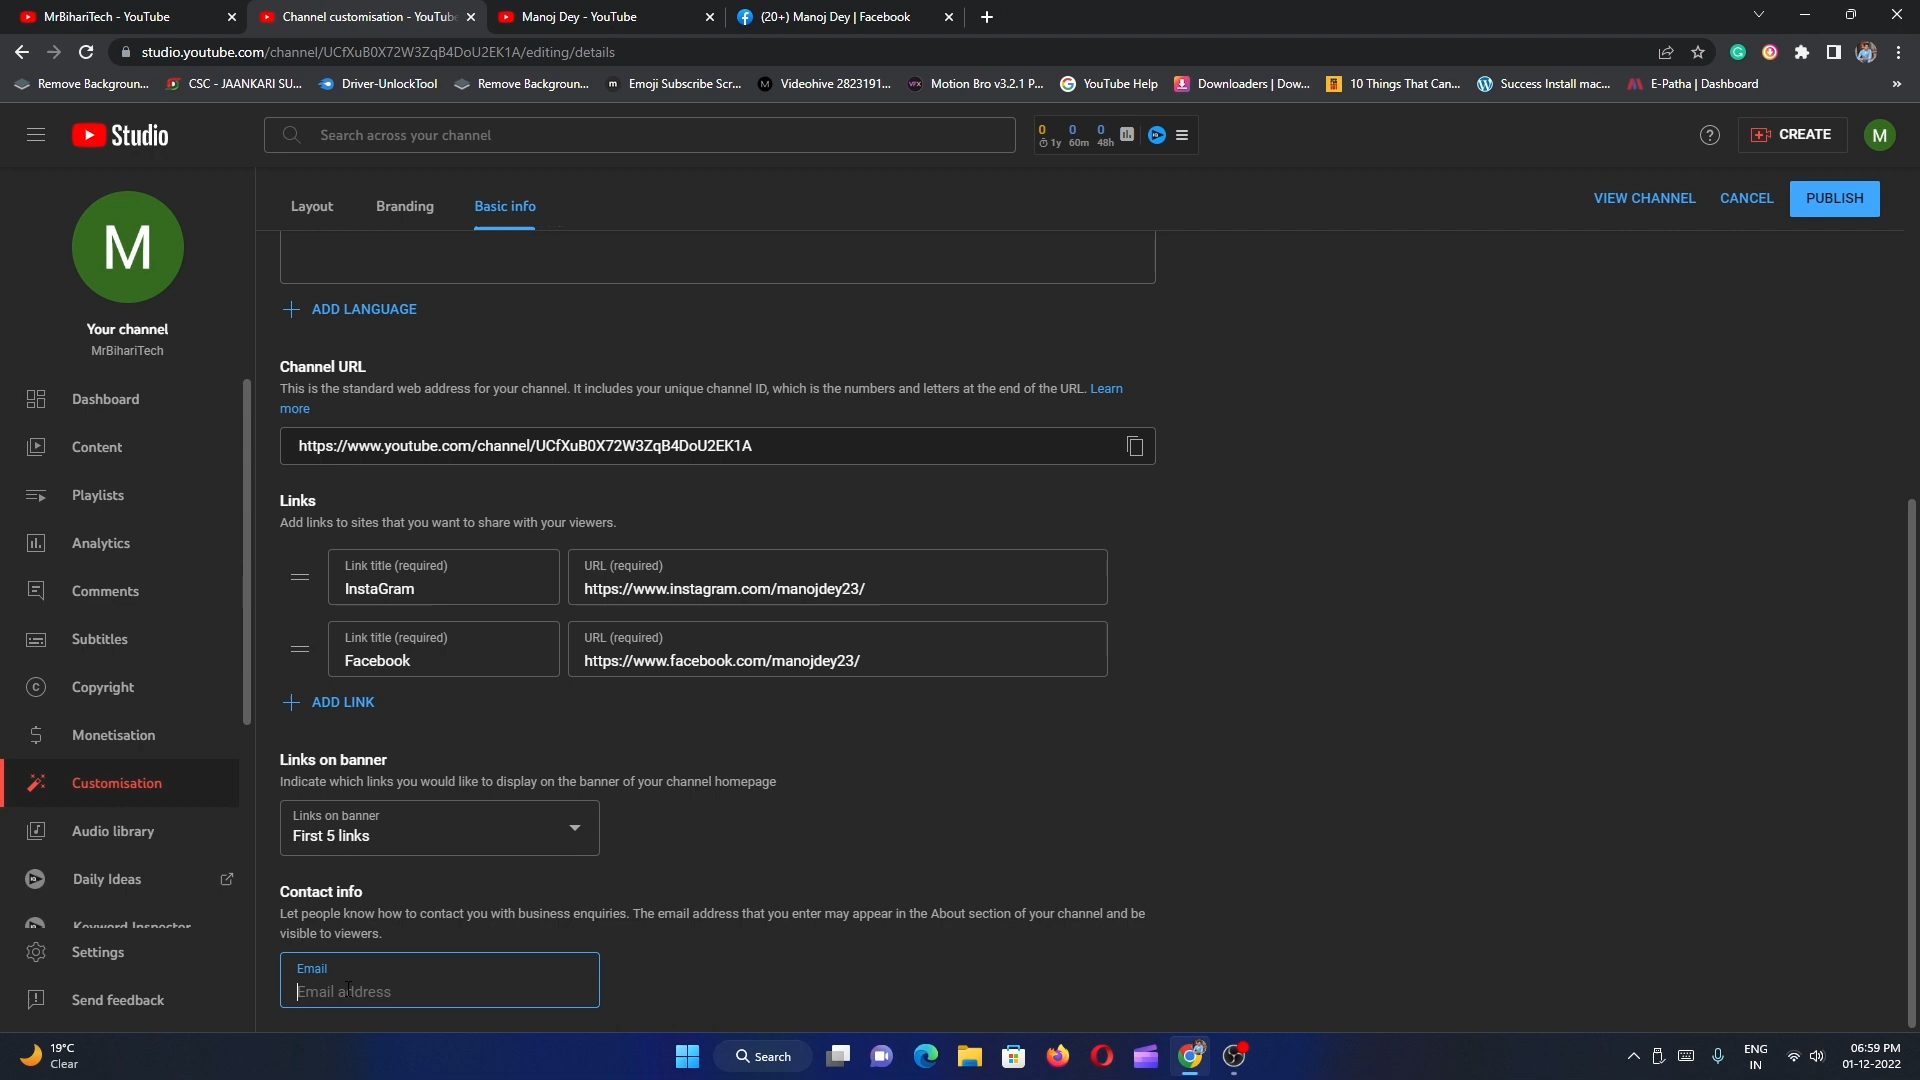 MrBihariTech - YouTube
Channel customisation - YouTube
Manoj Dey - YouTube
(20+) Manoj Dey | Facebook
studio.youtube.com/channel/UCfXuB0X72W3ZqB4DoU2EK1A/editing/details
Remove Backgroun...
CSC - JAANKARI SU...
Driver-UnlockTool
Remove Backgroun...
Emoji Subscribe Scr...
Videohive 2823191...
Motion Bro v3.2.1 P...
YouTube Help
Downloaders | Dow...
10 Things That Can...
Success Install mac...
E-Patha | Dashboard
Studio
Search across your channel
0 0 0
1y 60m 48h
CREATE
M
Layout
Branding
Basic info
VIEW CHANNEL
CANCEL
PUBLISH
M
Your channel
MrBihariTech
Dashboard
Content
Playlists
Analytics
Comments
Subtitles
Copyright
Monetisation
Customisation
Audio library
Daily Ideas
Keyword Inspector
Settings
Send feedback
ADD LANGUAGE
Channel URL
This is the standard web address for your channel. It includes your unique channel ID, which is the numbers and letters at the end of the URL. Learn
more
https://www.youtube.com/channel/UCfXuB0X72W3ZqB4DoU2EK1A
Links
Add links to sites that you want to share with your viewers.
Link title (required)
InstaGram
URL (required)
https://www.instagram.com/manojdey23/
Link title (required)
Facebook
URL (required)
https://www.facebook.com/manojdey23/
ADD LINK
Links on banner
Indicate which links you would like to display on the banner of your channel homepage
Links on banner
First 5 links
Contact info
Let people know how to contact you with business enquiries. The email address that you enter may appear in the About section of your channel and be
visible to viewers.
Email
Email address
19°C
Clear
Search
ENG
IN
06:59 PM
01-12-2022